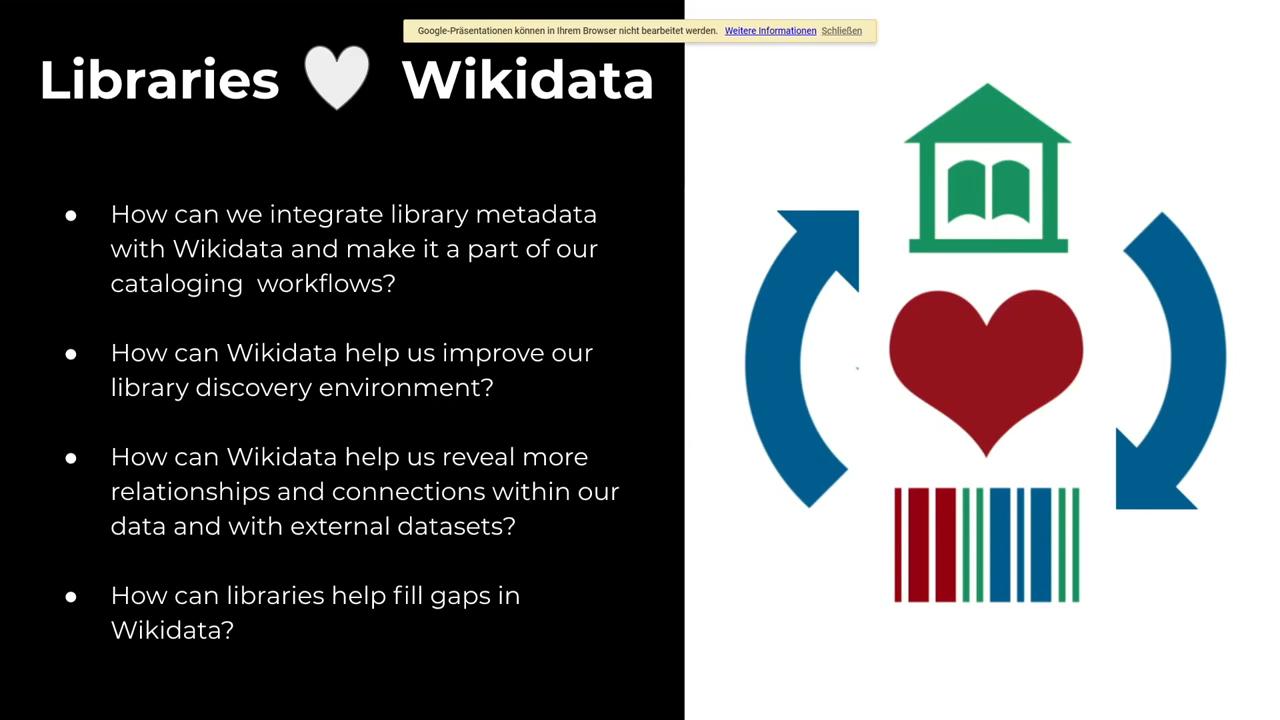 Google-Präsentationen können in Ihrem Browser nicht bearbeitet werden. Weitere Informationen Schließen
Libraries Wikidata
● How can we integrate library metadata
with Wikidata and make it a part of our
cataloging workflows?
● How can Wikidata help us improve our
library discovery environment?
● How can Wikidata help us reveal more
relationships and connections within our
data and with external datasets?
● How can libraries help fill gaps in
Wikidata?